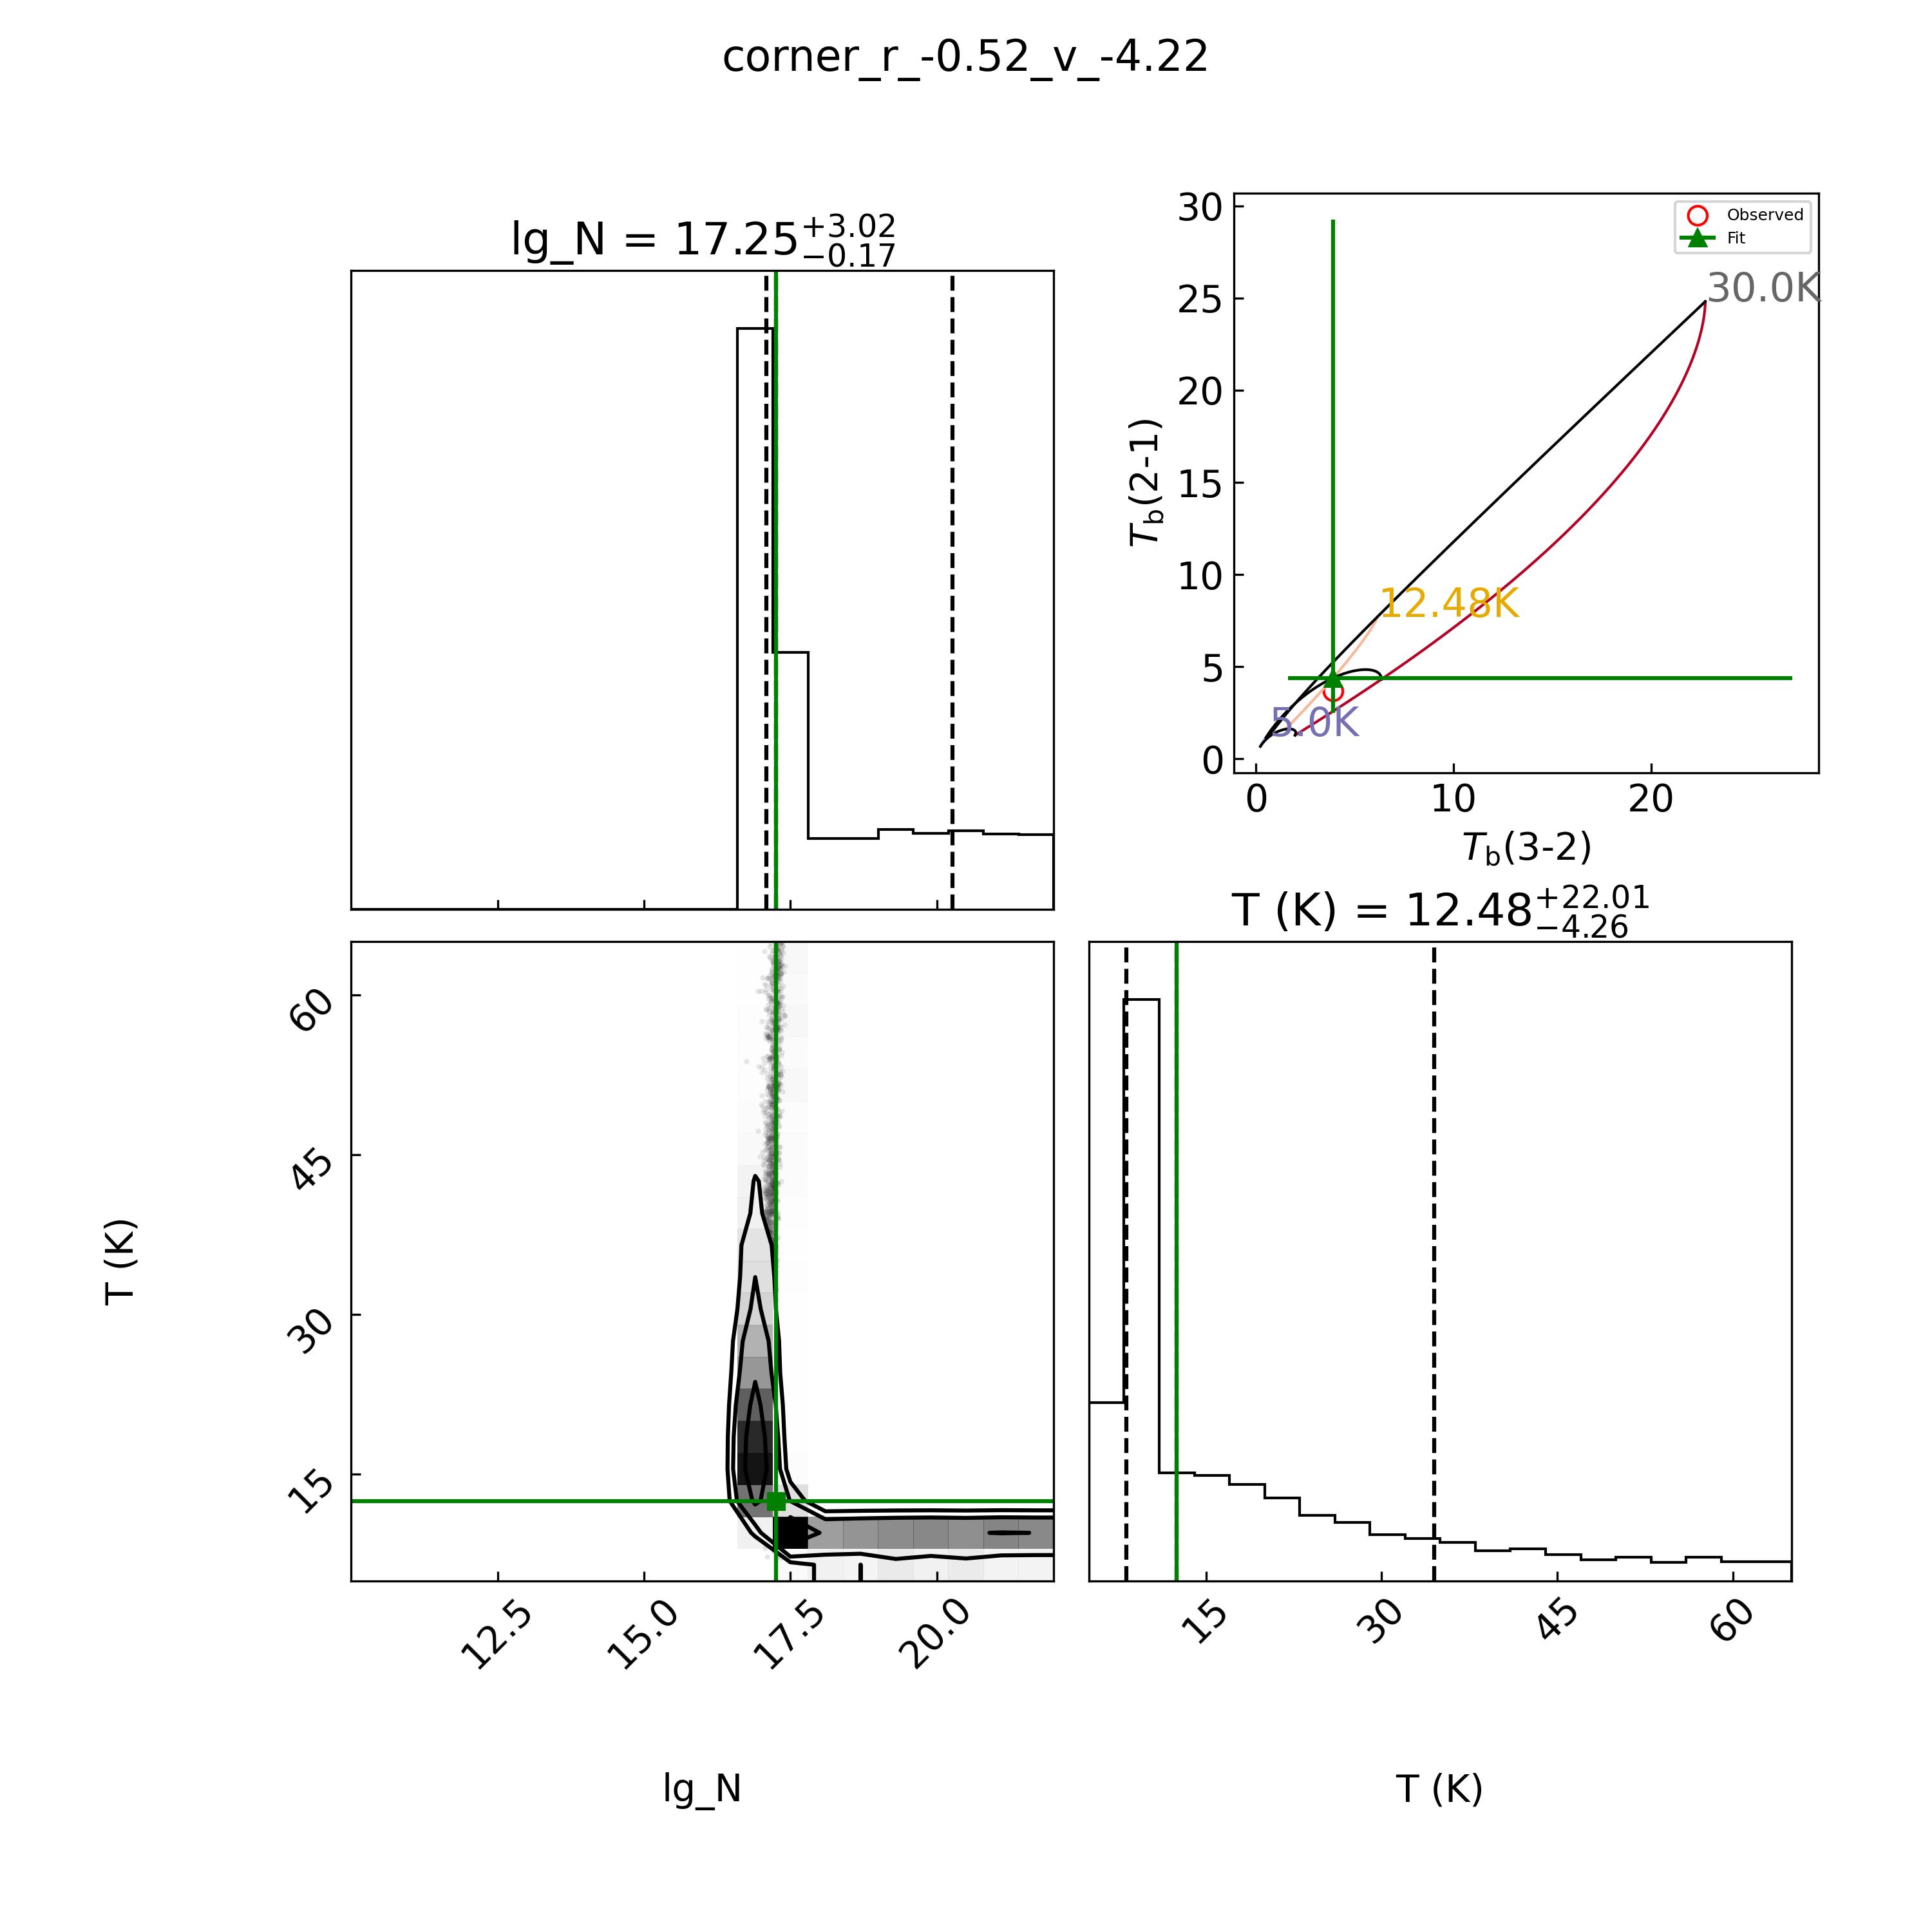 corner_r_-0.52_v_-4.22
lg_N = 17.25+3.02
−0.17
30
25
20
15
10
5
0
Tb(2-1)
Observed
Fit
30.0K
12.48K
5.0K
0 10 20
Tb(3-2)
T (K) = 12.48+22.01
−4.26
60
45
30
15
T (K)
12.5 15.0 17.5 20.0
lg_N
15 30 45 60
T (K)